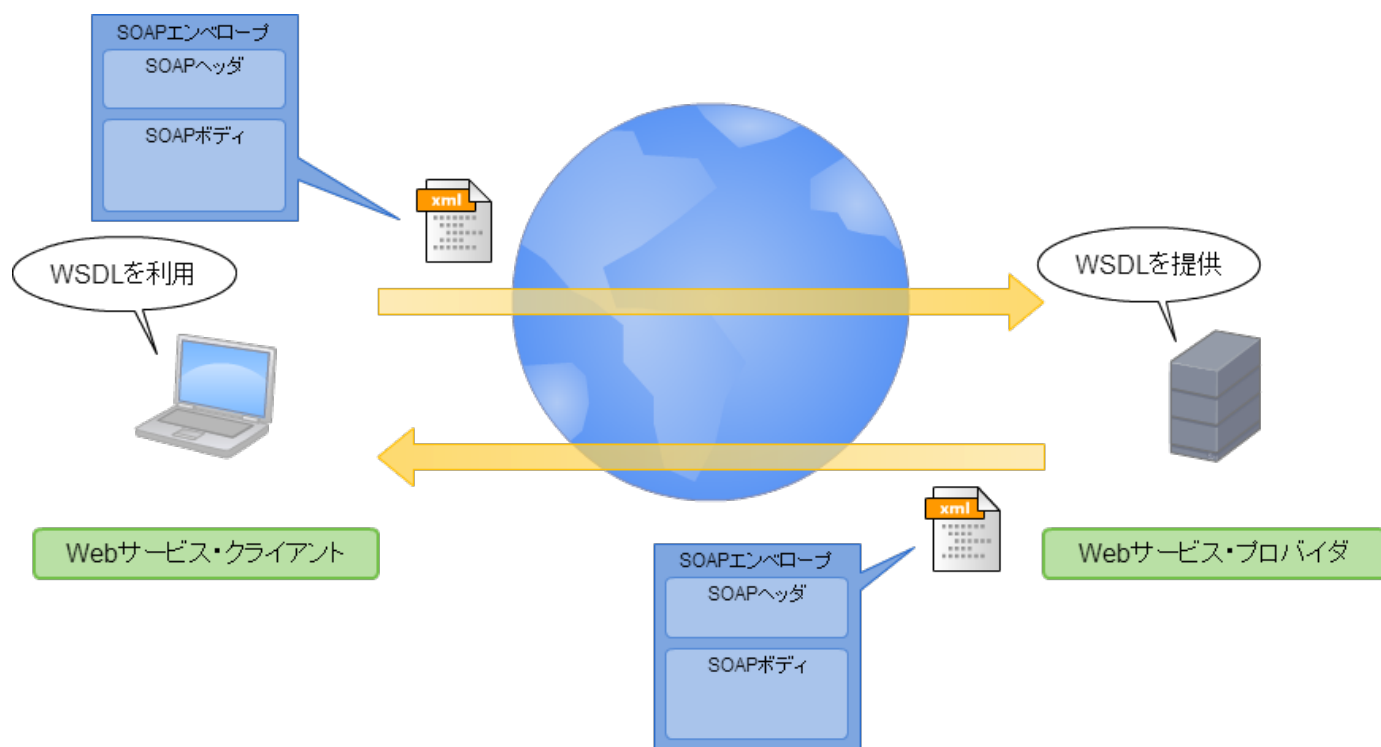 SOAPエンベロープ
SOAPヘッダ
SOAPボディ
xml
WSDLを利用
WSDLを提供
xml
Webサービス・クライアント
Webサービス・プロバイダ
SOAPエンベロープ
SOAPヘッダ
SOAPボディ